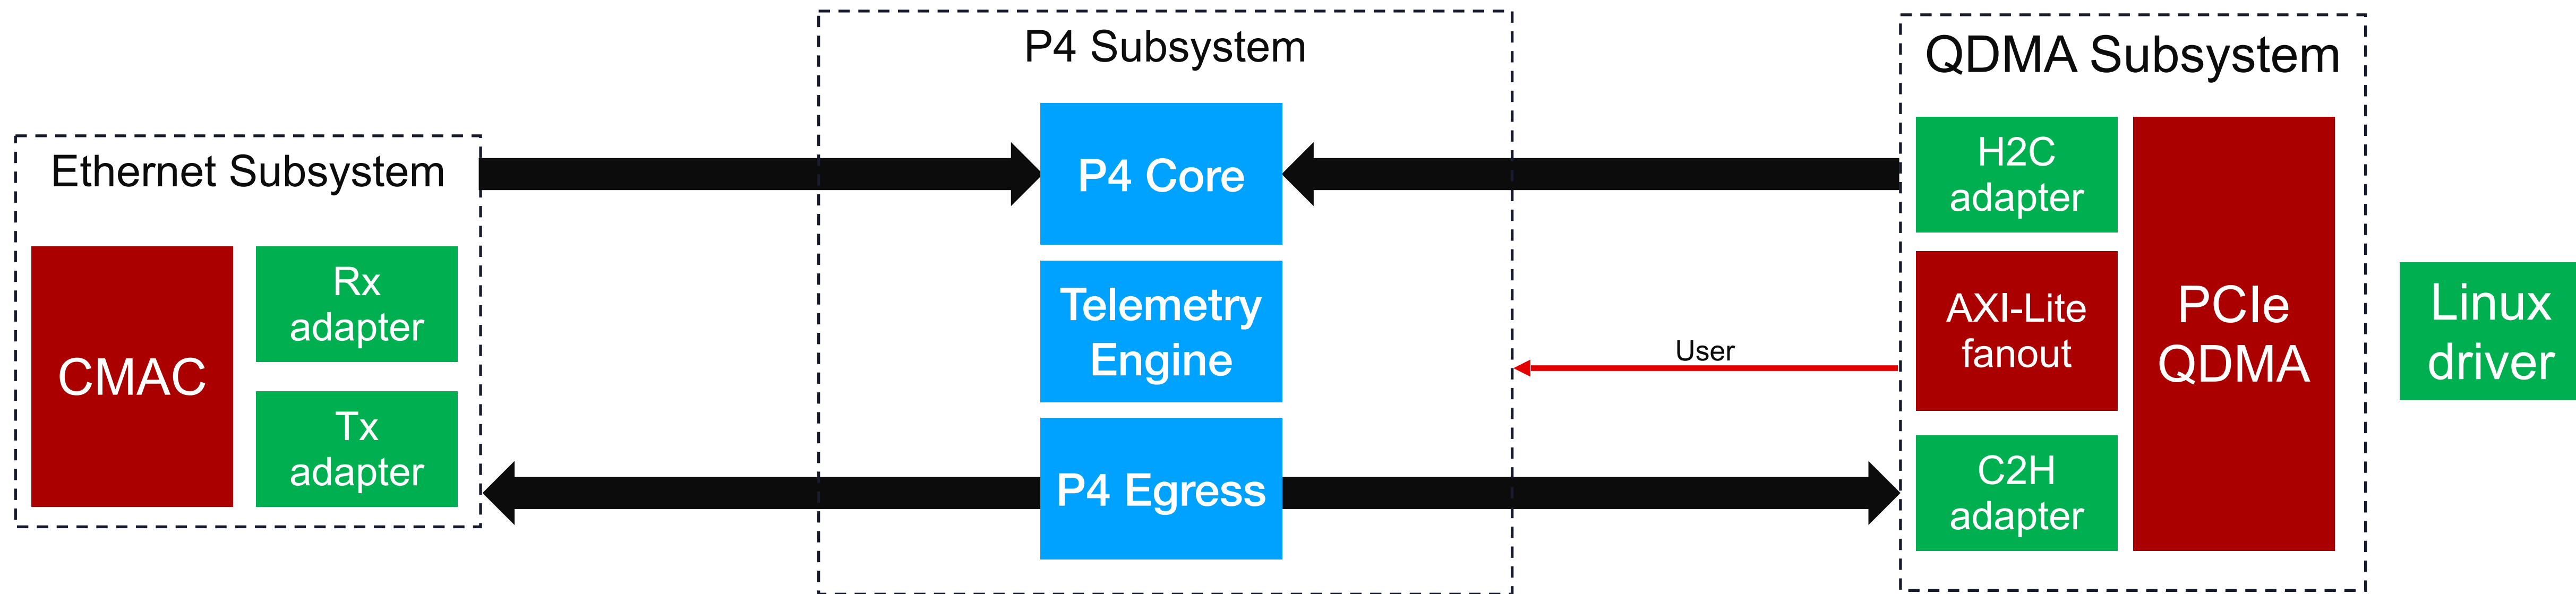 Ethernet Subsystem
CMAC
Rx
adapter
Tx
adapter
P4 Subsystem
P4 Core
Telemetry
Engine
P4 Egress
User
QDMA Subsystem
H2C
adapter
AXI-Lite
fanout
C2H
adapter
PCIe
QDMA
Linux
driver